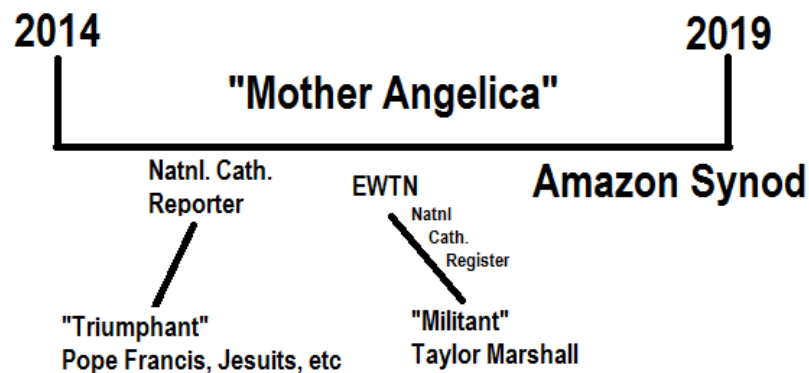 2014
2019
"Mother Angelica"
Natnl. Cath.
Reporter
EWTN
Natnl
Cath.
Register
Amazon Synod
"Triumphant"
Pope Francis, Jesuits, etc
"Militant"
Taylor Marshall